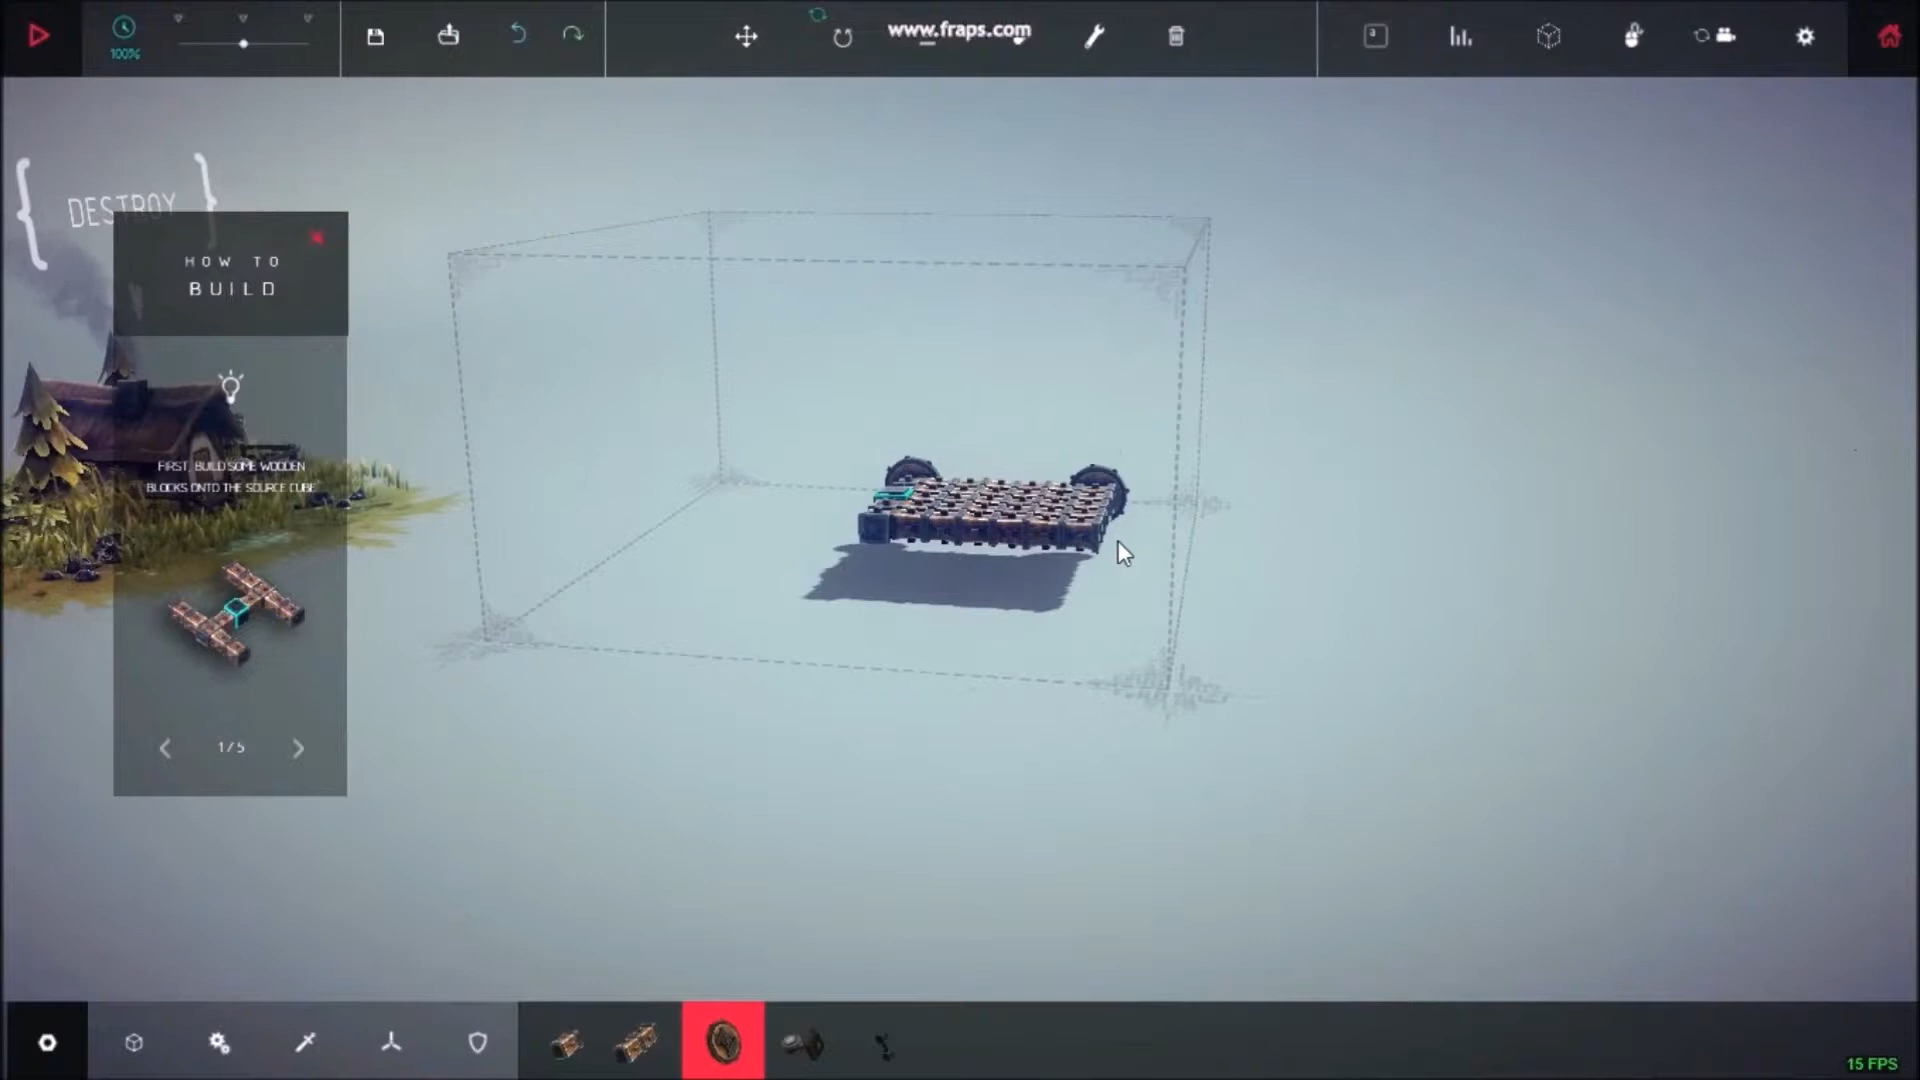 100%
www.fraps.com
DESTROY
HOW TO
BUILD
FIRST, BUILD SOME WOODEN
BLOCKS ONTO THE SOURCE CUBE
1/5
15 FPS